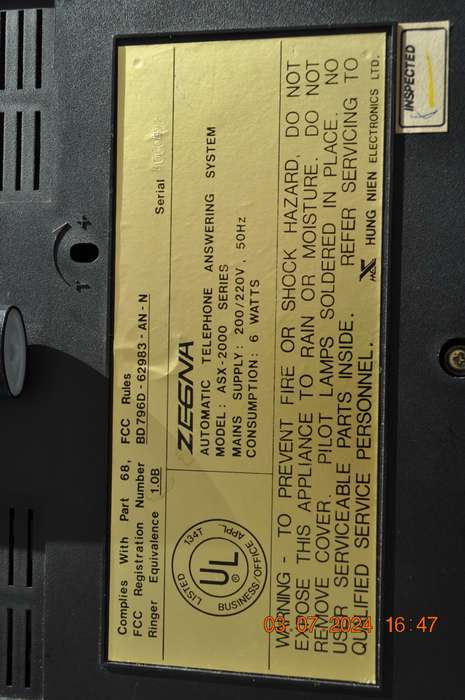 Complies With Part 68, FCC Rules
FCC Registration Number BD796D-62983-AN-N
Ringer Equivalence 1.0B
Serial
LISTED 134T
UL
®
BUSINESS/OFFICE APPL
ZEGNA
AUTOMATIC TELEPHONE ANSWERING SYSTEM
MODEL: ASX-2000 SERIES
MAINS SUPPLY: 200/220V, 50Hz
CONSUMPTION: 6 WATTS
WARNING - TO PREVENT FIRE OR SHOCK HAZARD, DO NOT
EXPOSE THIS APPLIANCE TO RAIN OR MOISTURE. DO NOT
REMOVE COVER. PILOT LAMPS SOLDERED IN PLACE. NO
USER SERVICEABLE PARTS INSIDE. REFER SERVICING TO
QUALIFIED SERVICE PERSONNEL.
HUNG NIEN ELECTRONICS LTD.
INSPECTED
03-07-2024 16:47